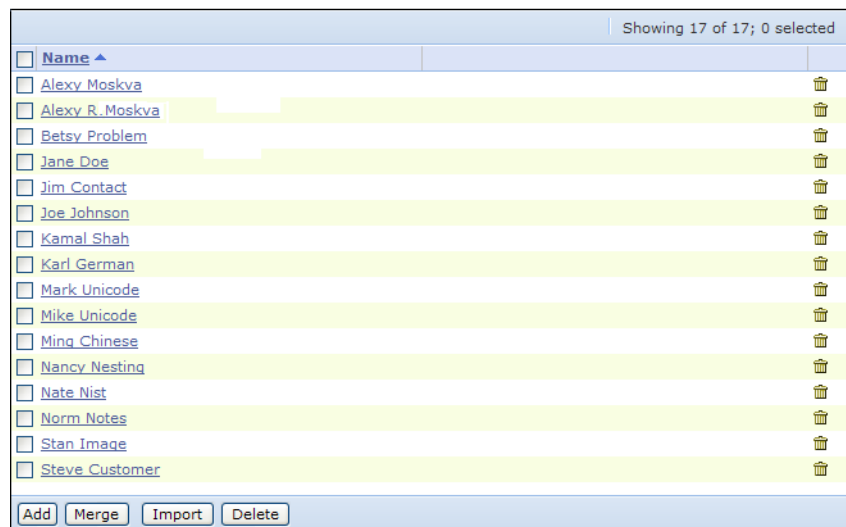 Showing 17 of 17; 0 selected
Name
Alexy Moskva
Alexy R.Moskva
Betsy Problem
Jane Doe
Jim Contact
Joe Johnson
Kamal Shah
Karl German
Mark Unicode
Mike Unicode
Ming Chinese
Nancy Nesting
Nate Nist
Norm Notes
Stan Image
Steve Customer
Add Merge Import Delete